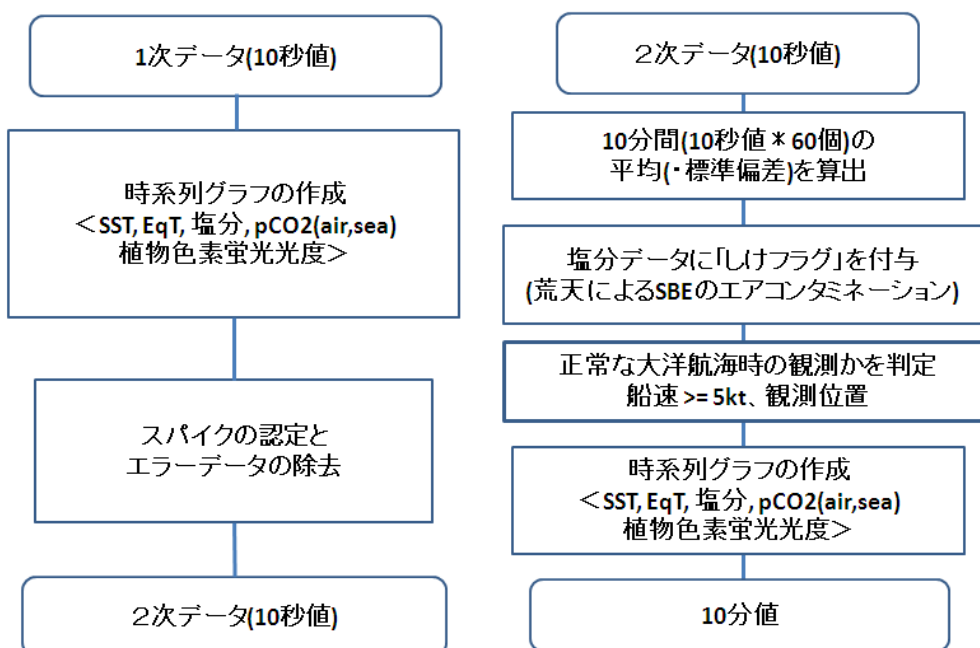 1次データ(10秒値)
時系列グラフの作成
＜SST, EqT, 塩分, pCO2(air,sea)
植物色素蛍光光度＞
スパイクの認定と
エラーデータの除去
２次データ(10秒値)
２次データ(10秒値)
10分間(10秒値＊60個)の
平均(・標準偏差)を算出
塩分データに「しけフラグ」を付与
(荒天によるSBEのエアコンタミネーション)
正常な大洋航海時の観測かを判定
船速 >= 5kt、観測位置
時系列グラフの作成
＜SST, EqT, 塩分, pCO2(air,sea)
植物色素蛍光光度＞
10分値